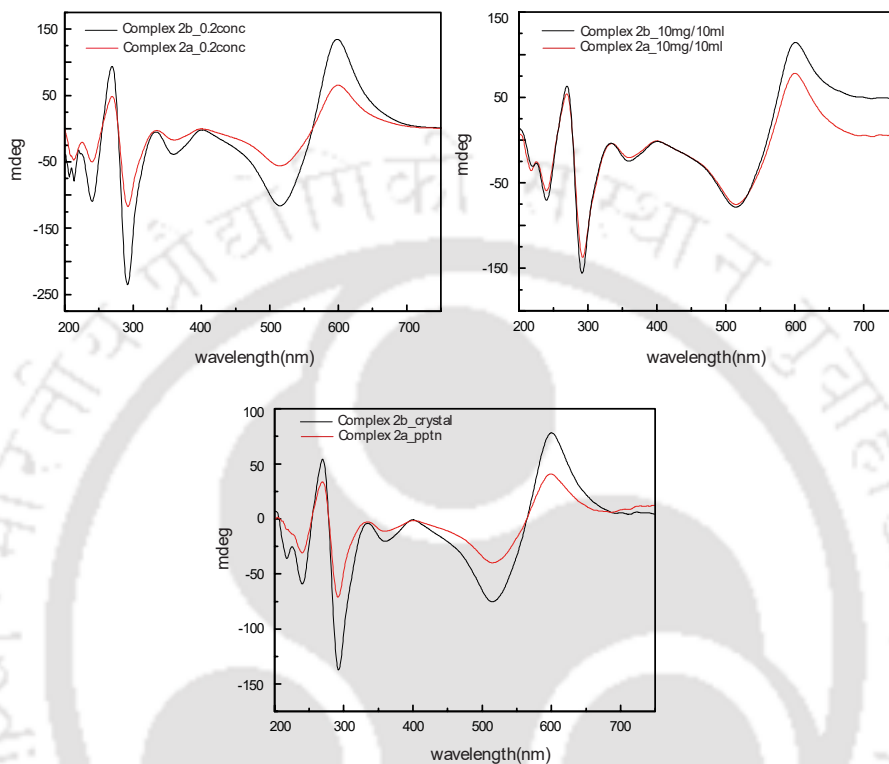 150
50
-50
-150
-250
mdeg
Complex 2b_0.2conc
Complex 2a_0.2conc
200 300 400 500 600 700
wavelength(nm)
150
50
-50
-150
mdeg
Complex 2b_10mg/10ml
Complex 2a_10mg/10ml
200 300 400 500 600 700
wavelength(nm)
100
50
0
-50
-100
-150
mdeg
Complex 2b_crystal
Complex 2a_pptn
200 300 400 500 600 700
wavelength(nm)